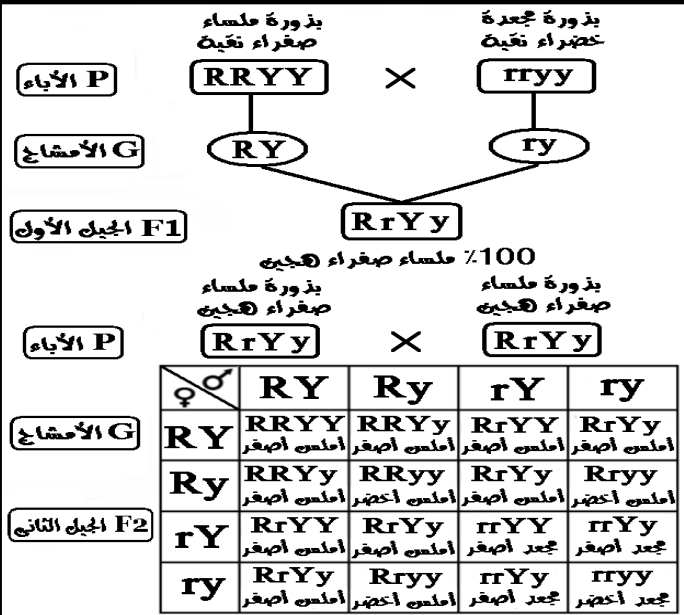 بذورة ملساء بذورة مجعدة
صفراء نقية خضراء نقية
الأباء P RRYY × rryy
الأمشاج G RY ry
الجيل الأول F1 RrYy
100٪ ملساء صفراء هجين
بذورة ملساء بذورة ملساء
صفراء هجين صفراء هجين
الأباء P RrYy × RrYy
♀ ♂ RY Ry rY ry
الأمشاج G RY RRYY RRYy RrYY RrYy
أملس أصفر أملس أصفر أملس أصفر أملس أصفر
Ry RRYy RRyy RrYy Rryy
أملس أصفر أملس أخضر أملس أصفر أملس أخضر
الجيل الثانى F2 rY RrYY RrYy rrYY rrYy
أملس أصفر أملس أصفر مجعد أصفر مجعد أصفر
ry RrYy Rryy rrYy rryy
أملس أصفر أملس أخضر مجعد أصفر مجعد أخضر